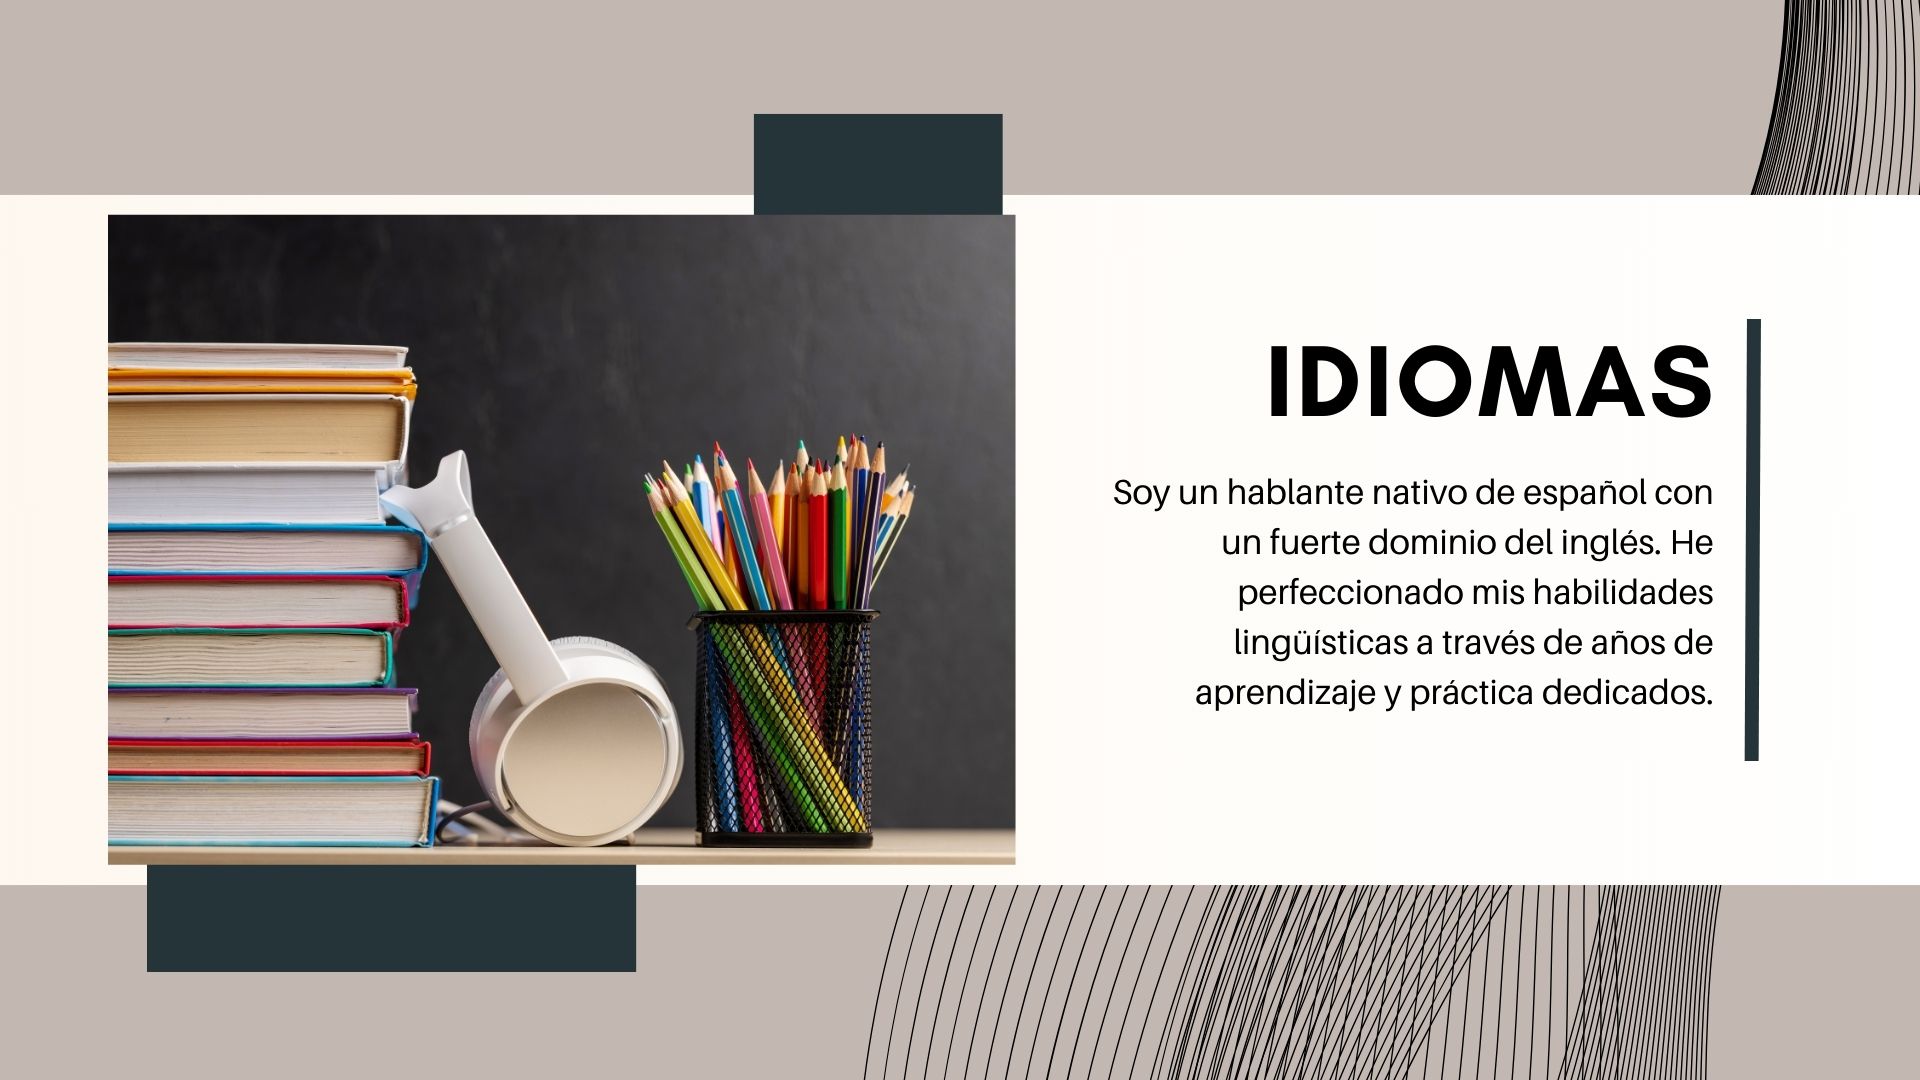 IDIOMAS
Soy un hablante nativo de español con
un fuerte dominio del inglés. He
perfeccionado mis habilidades
lingüísticas a través de años de
aprendizaje y práctica dedicados.